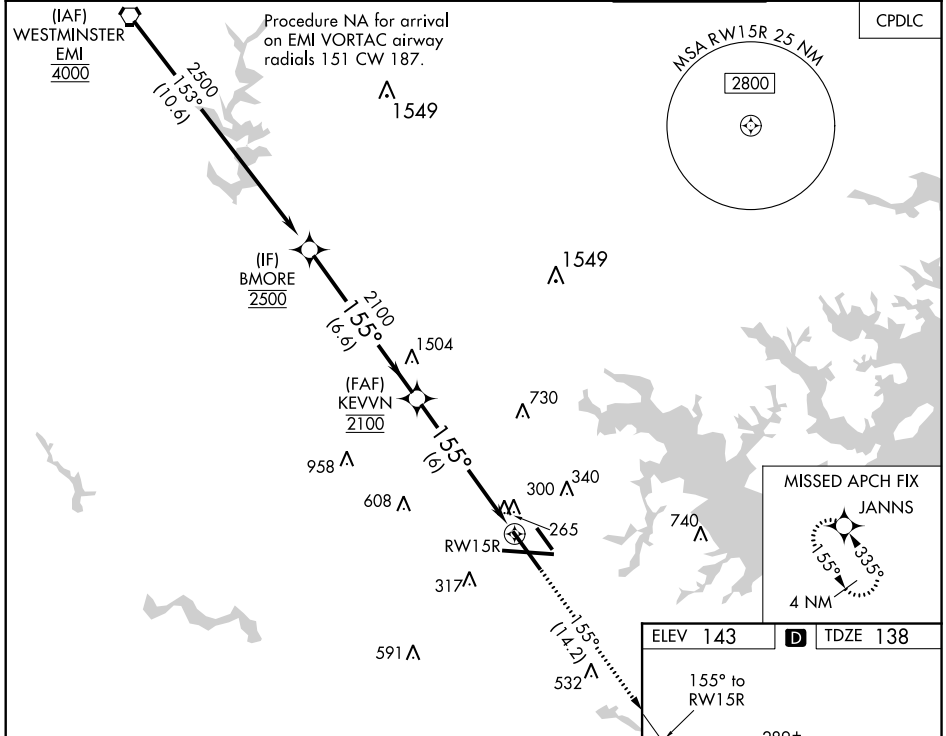 (IAF)
WESTMINSTER
EMI
4000
Procedure NA for arrival
on EMI VORTAC airway
radials 151 CW 187.
CPDLC
MSA RW15R 25 NM
2800
2500
153°
(10.6)
1549
(IF)
BMORE
2500
1549
2100
155°
(6.6)
1504
(FAF)
KEVVN
2100
730
155°
(6)
958
608
300
340
265
740
RW15R
317
MISSED APCH FIX
JANNS
155°
335°
4 NM
155°
(14.2)
591
532
ELEV 143
D
TDZE 138
155° to
RW15R